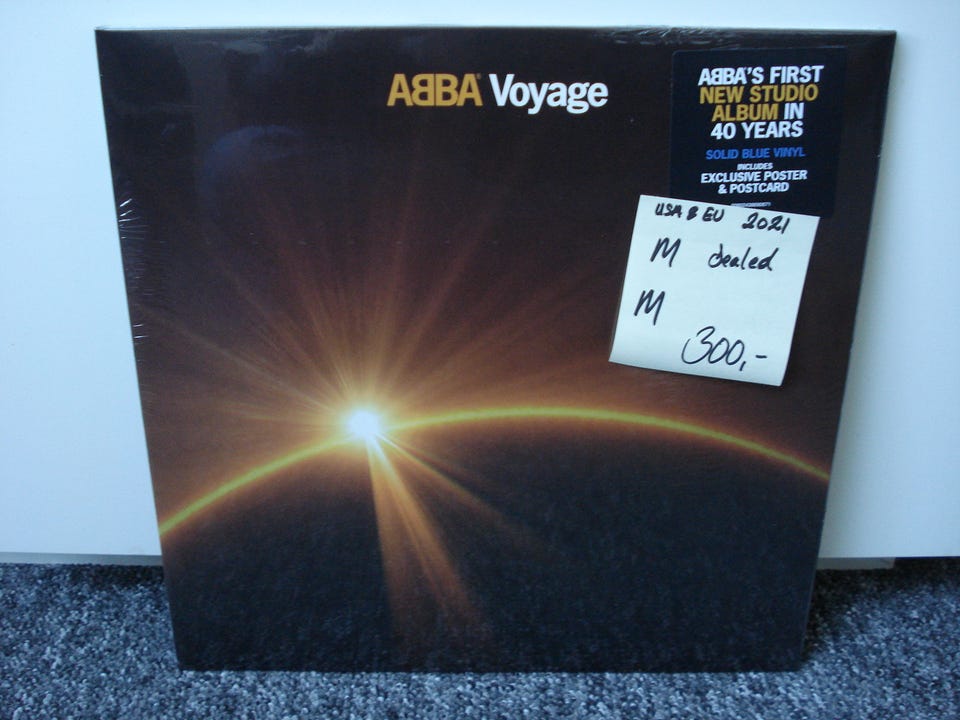 ABBA Voyage
ABBA'S FIRST
NEW STUDIO
ALBUM IN
40 YEARS
SOLID BLUE VINYL
INCLUDES
EXCLUSIVE POSTER
& POSTCARD
USA & EU 2021
M dealed
M
300,-